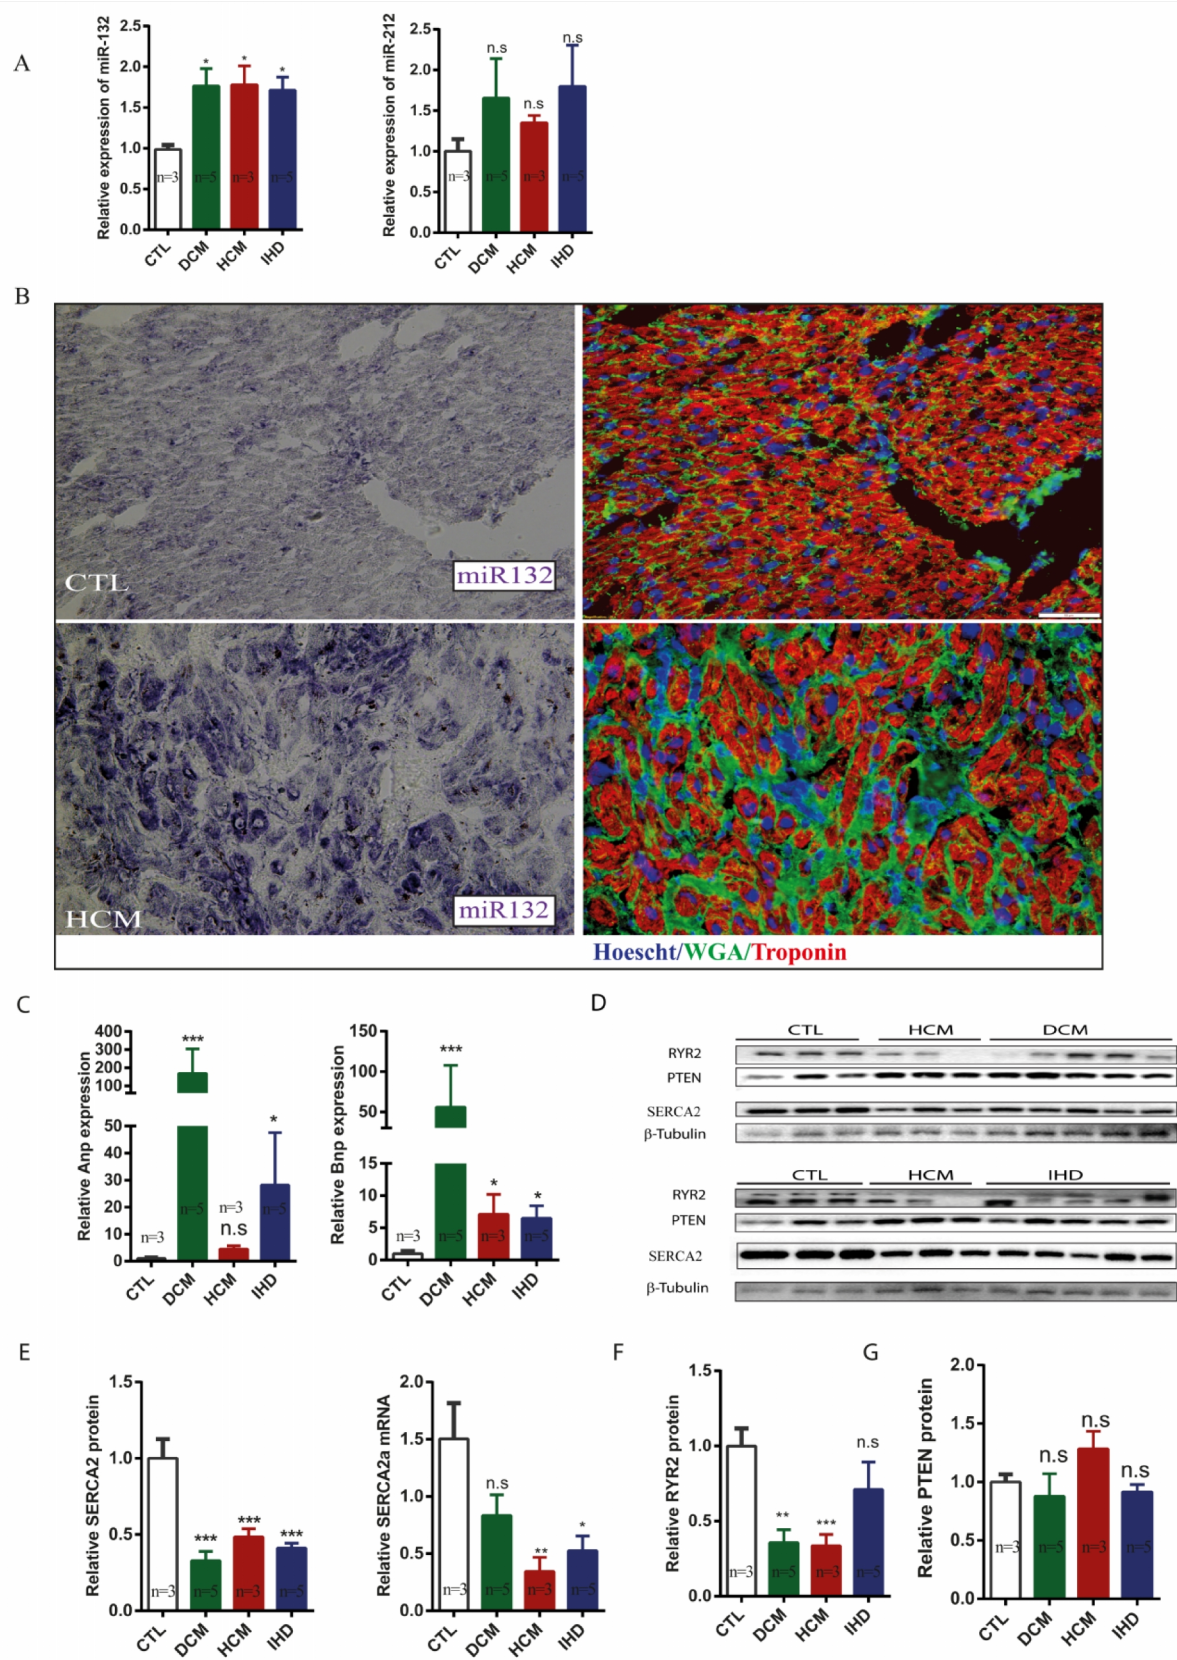 A
Relative expression of miR-132
2.5
2.0
1.5
1.0
0.5
0.0
* * *
n=3 n=5 n=3 n=5
CTL DCM HCM IHD
Relative expression of miR-212
2.5
2.0
1.5
1.0
0.5
0.0
n.s n.s n.s
n=3 n=5 n=3 n=5
CTL DCM HCM IHD
B
CTL
miR132
HCM
miR132
Hoescht/WGA/Troponin
C
Relative Anp expression
400
300
200
100
50
40
30
20
10
0
*** n.s *
n=3 n=5 n=3 n=5
CTL DCM HCM IHD
Relative Bnp expression
100
50
15
10
5
0
*** * *
n=3 n=5 n=3 n=5
CTL DCM HCM IHD
D
CTL HCM DCM
RYR2
PTEN
SERCA2
β-Tubulin
CTL HCM IHD
RYR2
PTEN
SERCA2
β-Tubulin
E
Relative SERCA2 protein
1.5
1.0
0.5
0.0
*** *** ***
n=3 n=5 n=3 n=5
CTL DCM HCM IHD
Relative SERCA2a mRNA
2.0
1.5
1.0
0.5
0.0
n.s ** *
n=3 n=5 n=3 n=5
CTL DCM HCM IHD
F
Relative RYR2 protein
1.5
1.0
0.5
0.0
** *** n.s
n=3 n=5 n=3 n=5
CTL DCM HCM IHD
G
Relative PTEN protein
2.0
1.5
1.0
0.5
0.0
n.s n.s n.s
n=3 n=5 n=3 n=5
CTL DCM HCM IHD